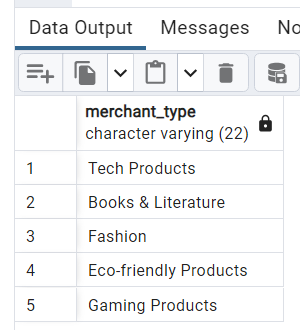 Data Output Messages No
merchant_type
character varying (22)
1 Tech Products
2 Books & Literature
3 Fashion
4 Eco-friendly Products
5 Gaming Products